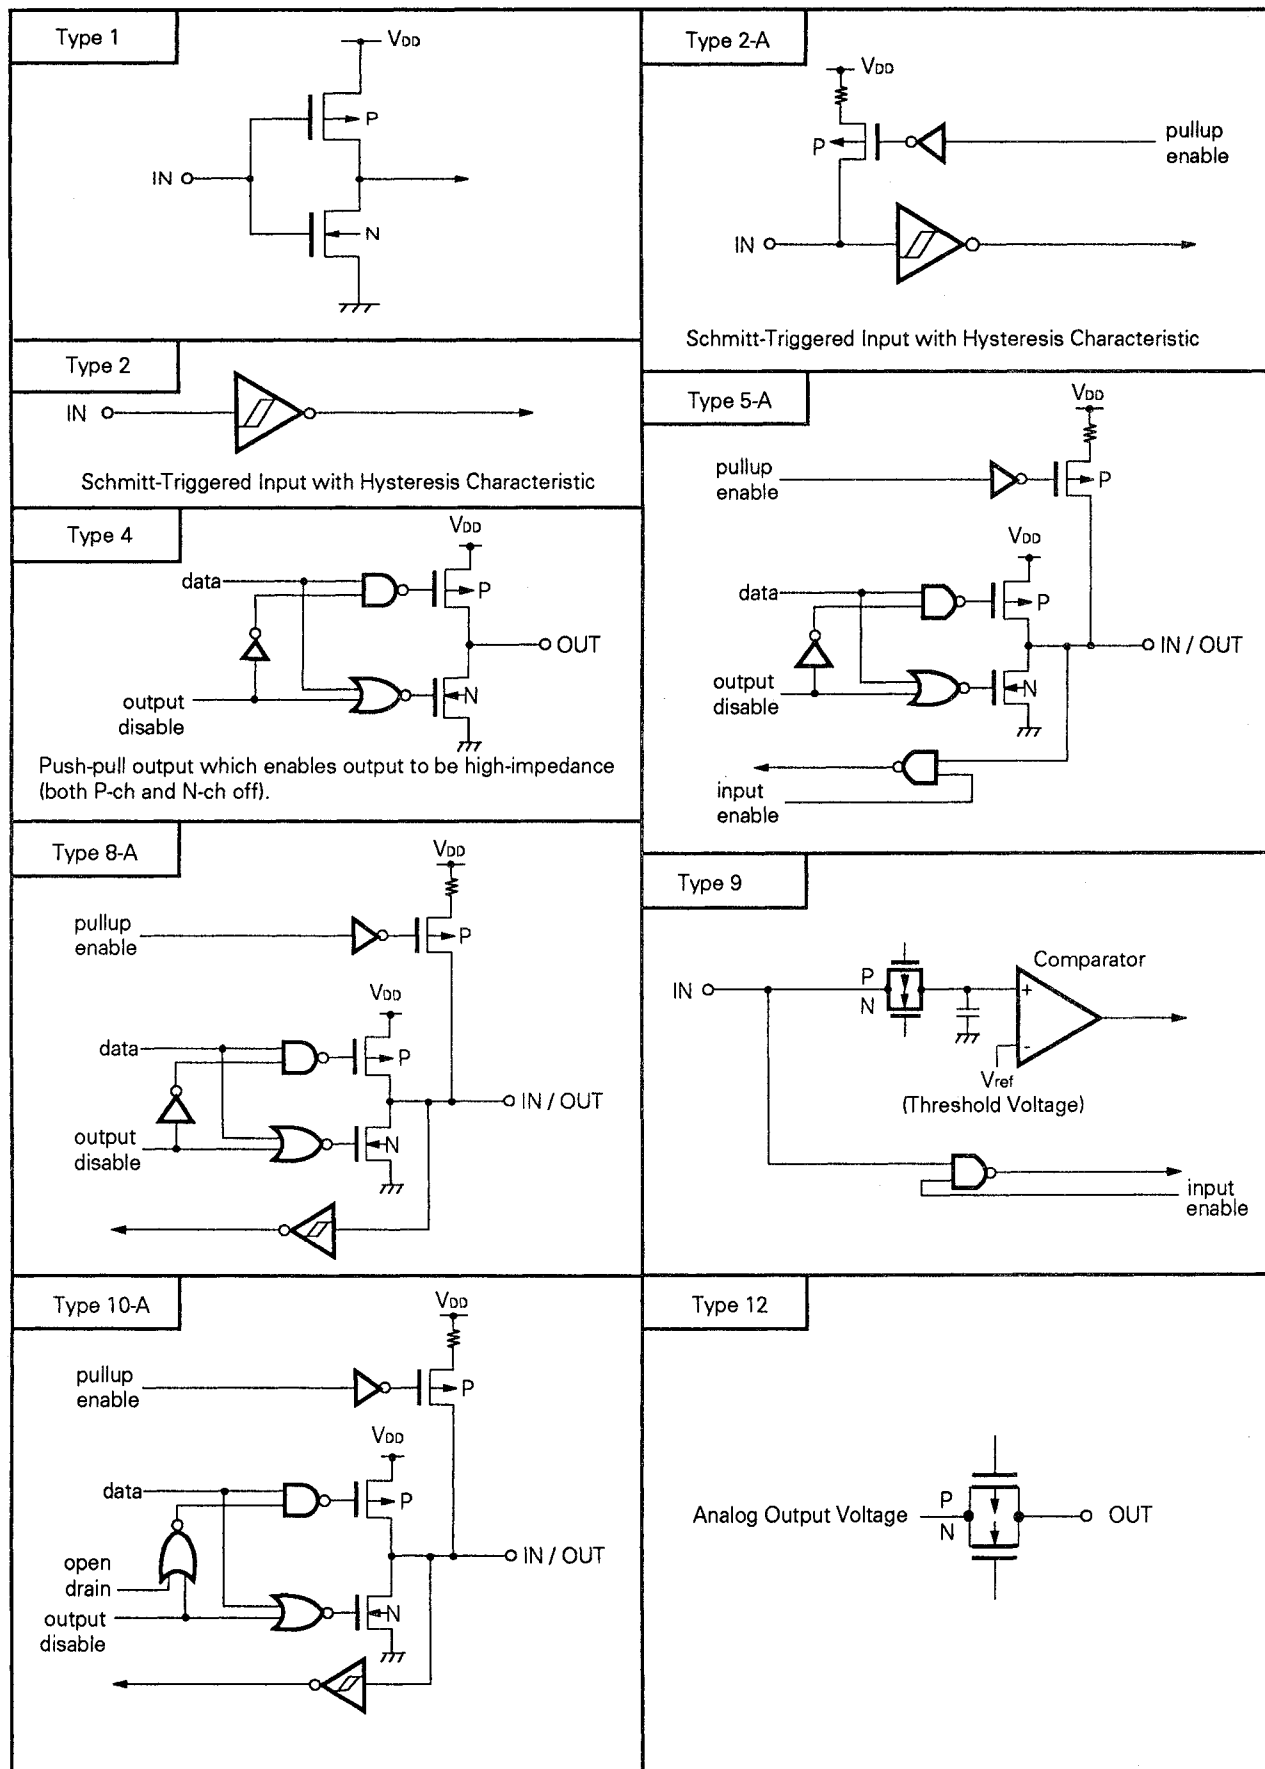 Type 1
VDD
P
IN
N
Type 2-A
VDD
P
pullup
enable
IN
Schmitt-Triggered Input with Hysteresis Characteristic
Type 2
IN
Schmitt-Triggered Input with Hysteresis Characteristic
Type 5-A
VDD
pullup
enable
P
VDD
data
P
IN / OUT
output
disable
N
input
enable
Type 4
VDD
data
P
OUT
output
disable
N
Push-pull output which enables output to be high-impedance
(both P-ch and N-ch off).
Type 8-A
VDD
pullup
enable
P
VDD
data
P
IN / OUT
output
disable
N
Type 9
Comparator
P
IN
N
+
-
Vref
(Threshold Voltage)
input
enable
Type 10-A
VDD
pullup
enable
P
VDD
data
P
open
drain
IN / OUT
output
disable
N
Type 12
Analog Output Voltage
P
N
OUT